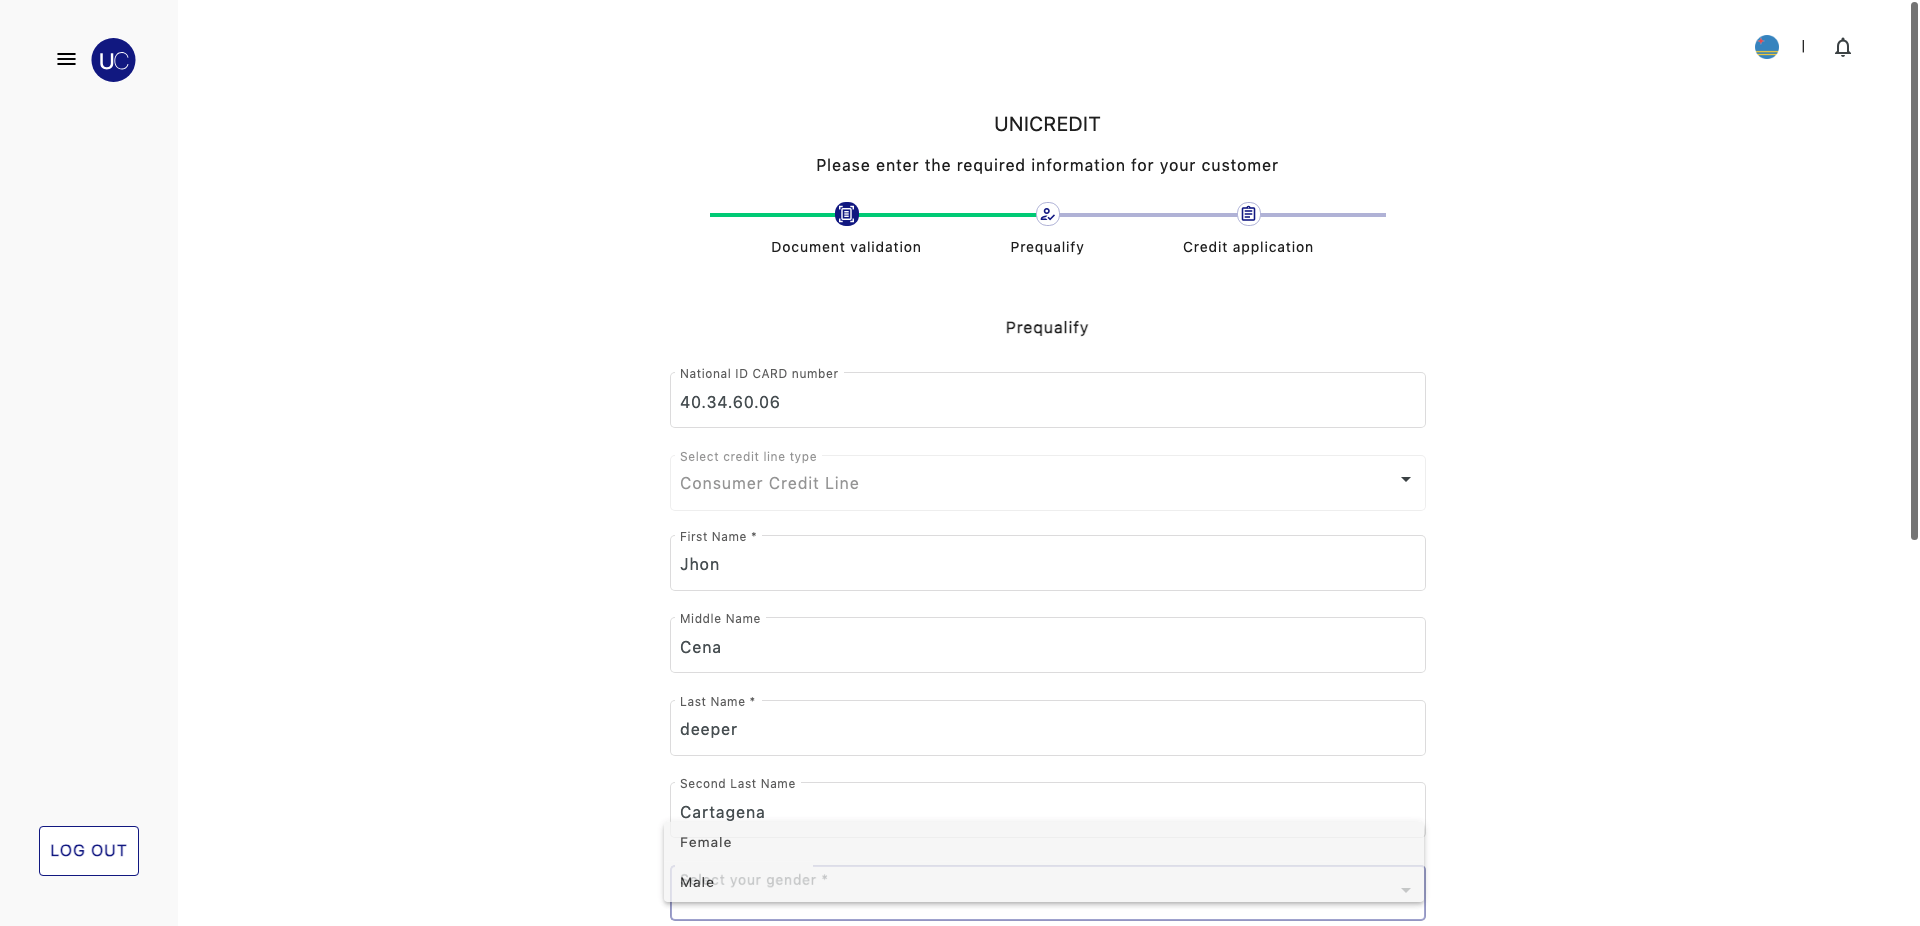 UC
UNICREDIT
Please enter the required information for your customer
Document validation
Prequalify
Credit application
Prequalify
National ID CARD number
40.34.60.06
Select credit line type
Consumer Credit Line
First Name *
Jhon
Middle Name
Cena
Last Name *
deeper
Second Last Name
Cartagena
Female
Select your gender *
Male
LOG OUT